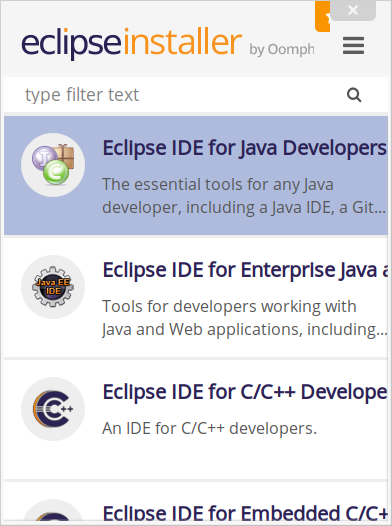 eclipseinstaller by Oomph
type filter text
Eclipse IDE for Java Developers
The essential tools for any Java
developer, including a Java IDE, a Git...
Java EE
IDE
Eclipse IDE for Enterprise Java a
Tools for developers working with
Java and Web applications, including...
C++
Eclipse IDE for C/C++ Develope
An IDE for C/C++ developers.
Eclipse IDE for Embedded C/C+